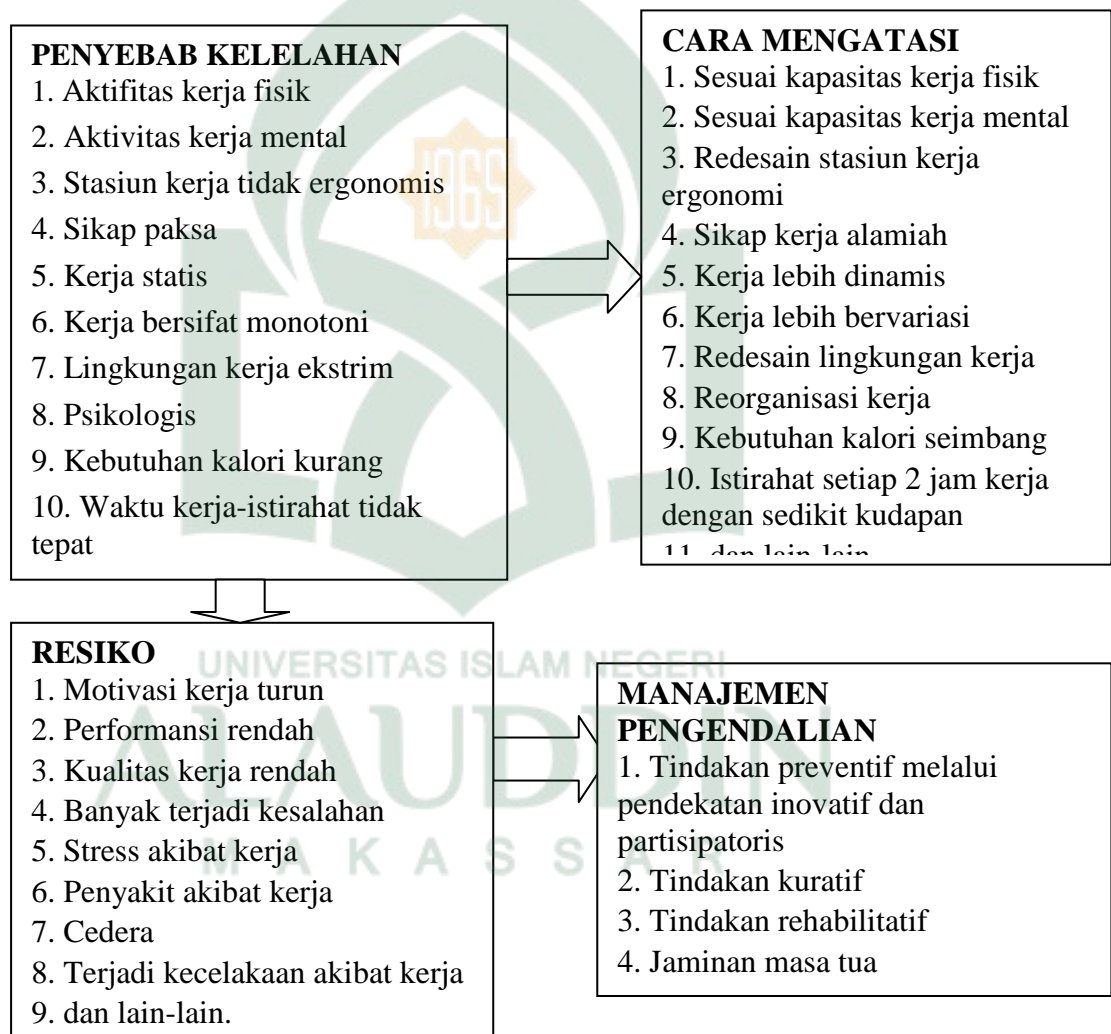 PENYEBAB KELELAHAN
1. Aktifitas kerja fisik
2. Aktivitas kerja mental
3. Stasiun kerja tidak ergonomis
4. Sikap paksa
5. Kerja statis
6. Kerja bersifat monotoni
7. Lingkungan kerja ekstrim
8. Psikologis
9. Kebutuhan kalori kurang
10. Waktu kerja-istirahat tidak
tepat
CARA MENGATASI
1. Sesuai kapasitas kerja fisik
2. Sesuai kapasitas kerja mental
3. Redesain stasiun kerja
ergonomi
4. Sikap kerja alamiah
5. Kerja lebih dinamis
6. Kerja lebih bervariasi
7. Redesain lingkungan kerja
8. Reorganisasi kerja
9. Kebutuhan kalori seimbang
10. Istirahat setiap 2 jam kerja
dengan sedikit kudapan
11. dan lain-lain
RESIKO
1. Motivasi kerja turun
2. Performansi rendah
3. Kualitas kerja rendah
4. Banyak terjadi kesalahan
5. Stress akibat kerja
6. Penyakit akibat kerja
7. Cedera
8. Terjadi kecelakaan akibat kerja
9. dan lain-lain.
MANAJEMEN
PENGENDALIAN
1. Tindakan preventif melalui
pendekatan inovatif dan
partisipatoris
2. Tindakan kuratif
3. Tindakan rehabilitatif
4. Jaminan masa tua
1965
UNIVERSITAS ISLAM NEGERI
ALAUDDIN
MAKASSAR